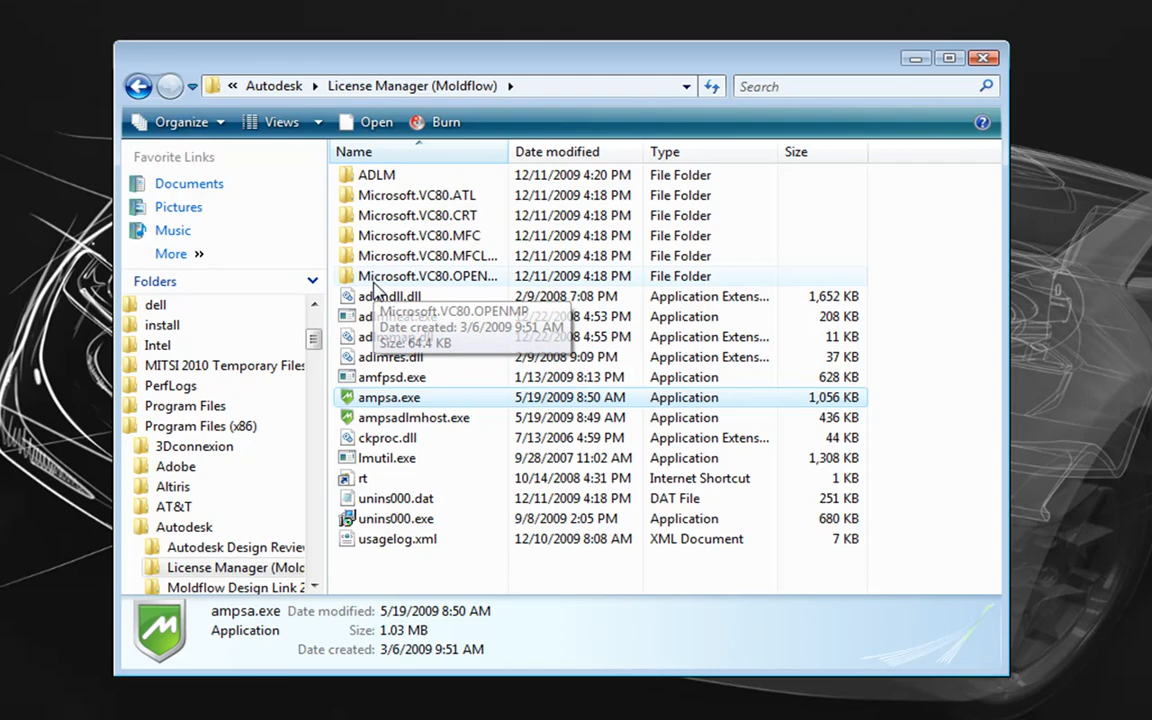 « Autodesk License Manager (Moldflow)
Search
Organize Views Open Burn
Favorite Links
Documents
Pictures
Music
More »
Folders
dell
install
Intel
MITSI 2010 Temporary Files
PerfLogs
Program Files
Program Files (x86)
3Dconnexion
Adobe
Altiris
AT&T
Autodesk
Autodesk Design Review
License Manager (Mold
Moldflow Design Link 2
Name Date modified Type Size
ADLM 12/11/2009 4:20 PM File Folder
Microsoft.VC80.ATL 12/11/2009 4:18 PM File Folder
Microsoft.VC80.CRT 12/11/2009 4:18 PM File Folder
Microsoft.VC80.MFC 12/11/2009 4:18 PM File Folder
Microsoft.VC80.MFCL... 12/11/2009 4:18 PM File Folder
Microsoft.VC80.OPEN... 12/11/2009 4:18 PM File Folder
2/9/2008 7:08 PM Application Extens... 1,652 KB
4:53 PM Application 208 KB
4:55 PM Application Extens... 11 KB
adlmres.dll 2/9/2008 9:09 PM Application Extens... 37 KB
amfpsd.exe 1/13/2009 8:13 PM Application 628 KB
ampsa.exe 5/19/2009 8:50 AM Application 1,056 KB
ampsadlmhost.exe 5/19/2009 8:49 AM Application 436 KB
ckproc.dll 7/13/2006 4:59 PM Application Extens... 44 KB
lmutil.exe 9/28/2007 11:02 AM Application 1,308 KB
rt 10/14/2008 4:31 PM Internet Shortcut 1 KB
unins000.dat 12/11/2009 4:18 PM DAT File 251 KB
unins000.exe 9/8/2009 2:05 PM Application 680 KB
usagelog.xml 12/10/2009 8:08 AM XML Document 7 KB
Microsoft.VC80.OPENMP
Date created: 3/6/2009 9:51 AM
Size: 64.4 KB
ampsa.exe Date modified: 5/19/2009 8:50 AM
Application Size: 1.03 MB
Date created: 3/6/2009 9:51 AM